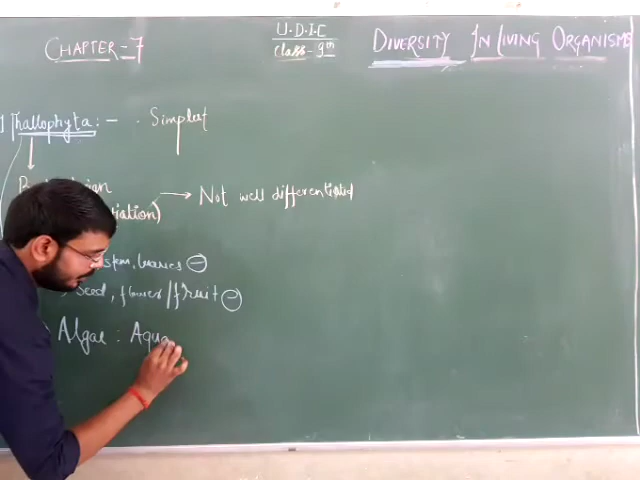 U.D.I.C
CHAPTER-7
Class- 9th
DIVERSITY IN LIVING ORGANISMS
Thallophyta:- . Simplest
→ Not well differentiated
Seed, flower/fruit ⊖
Algae : Aqua